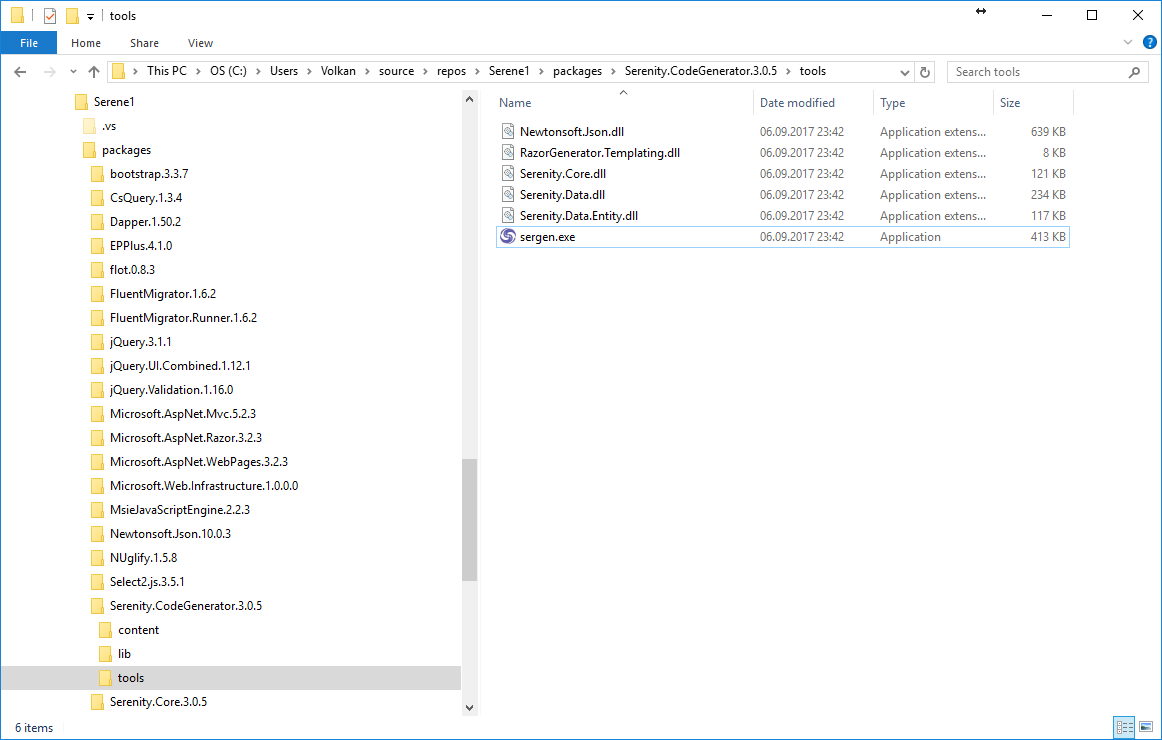 tools
File Home Share View
?
This PC OS (C:) Users Volkan source repos Serene1 packages Serenity.CodeGenerator.3.0.5 tools
Search tools
Serene1
.vs
packages
bootstrap.3.3.7
CsQuery.1.3.4
Dapper.1.50.2
EPPlus.4.1.0
flot.0.8.3
FluentMigrator.1.6.2
FluentMigrator.Runner.1.6.2
jQuery.3.1.1
jQuery.UI.Combined.1.12.1
jQuery.Validation.1.16.0
Microsoft.AspNet.Mvc.5.2.3
Microsoft.AspNet.Razor.3.2.3
Microsoft.AspNet.WebPages.3.2.3
Microsoft.Web.Infrastructure.1.0.0.0
MsieJavaScriptEngine.2.2.3
Newtonsoft.Json.10.0.3
NUglify.1.5.8
Select2.js.3.5.1
Serenity.CodeGenerator.3.0.5
content
lib
tools
Serenity.Core.3.0.5
Name Date modified Type Size
Newtonsoft.Json.dll 06.09.2017 23:42 Application extens... 639 KB
RazorGenerator.Templating.dll 06.09.2017 23:42 Application extens... 8 KB
Serenity.Core.dll 06.09.2017 23:42 Application extens... 121 KB
Serenity.Data.dll 06.09.2017 23:42 Application extens... 234 KB
Serenity.Data.Entity.dll 06.09.2017 23:42 Application extens... 117 KB
sergen.exe 06.09.2017 23:42 Application 413 KB
6 items